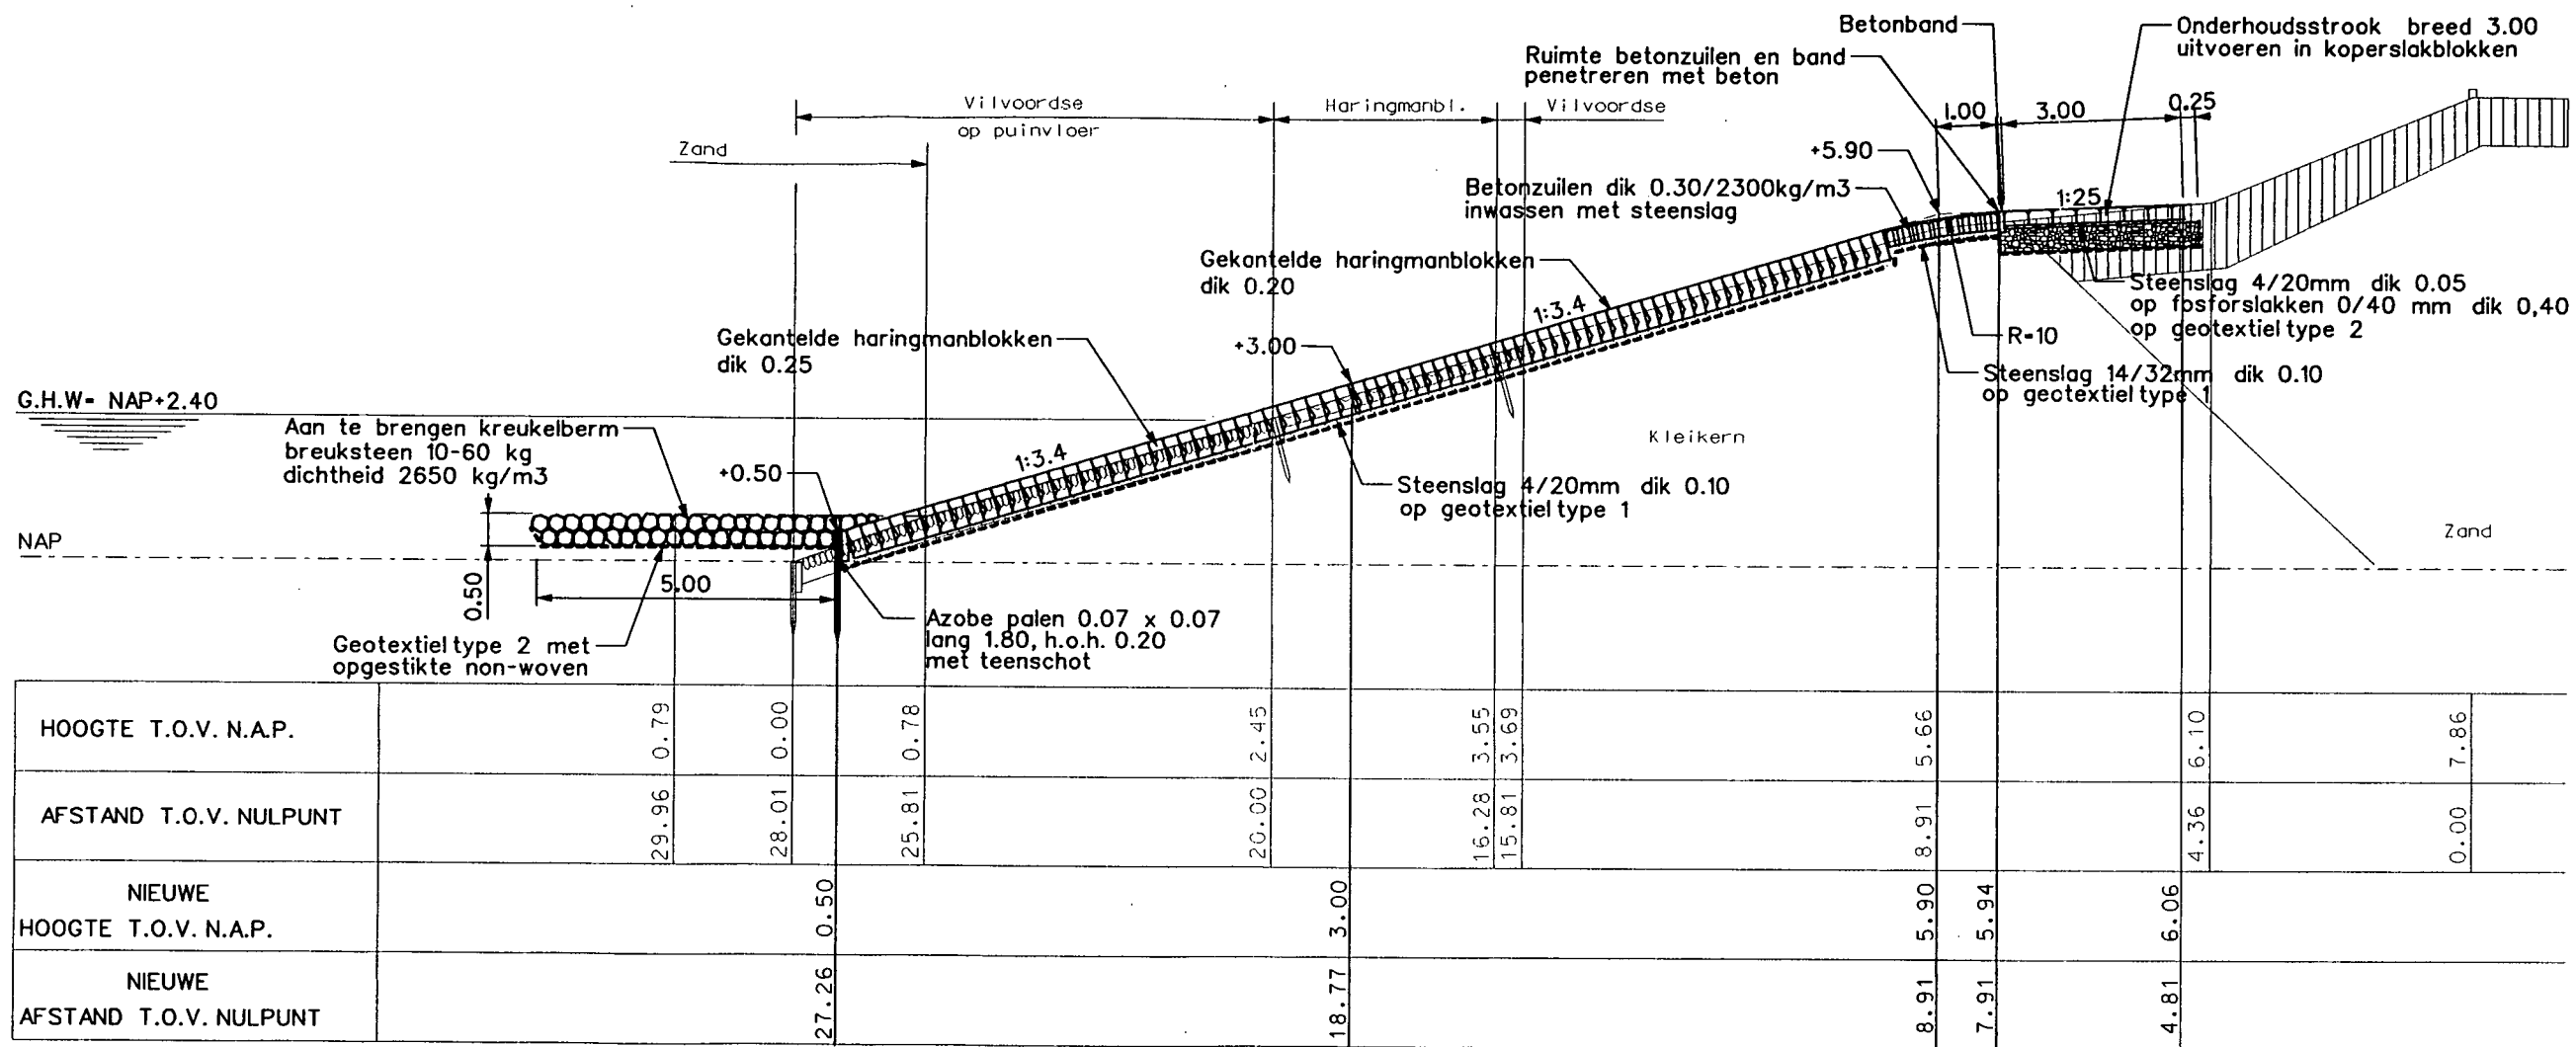 Betonband
Onderhoudsstrook breed 3.00
uitvoeren in koperslakblokken
Ruimte betonzuilen en band
penetreren met beton
Vilvoordse
op puinvloer
Haringmanbl.
Vilvoordse
1.00
3.00
0.25
Zand
+5.90
Betonzuilen dik 0.30/2300kg/m3
inwassen met steenslag
1:25
Gekantelde haringmanblokken
dik 0.20
1:3.4
Steenslag 4/20mm dik 0.05
op fosforslakken 0/40 mm dik 0,40
op geotextiel type 2
Gekantelde haringmanblokken
dik 0.25
+3.00
R=10
Steenslag 14/32mm dik 0.10
op geotextiel type 1
G.H.W= NAP+2.40
Aan te brengen kreukelberm
breuksteen 10-60 kg
dichtheid 2650 kg/m3
1:3.4
+0.50
Kleikern
Steenslag 4/20mm dik 0.10
op geotextiel type 1
NAP
Zand
0.50
5.00
Azobe palen 0.07 x 0.07
lang 1.80, h.o.h. 0.20
met teenschot
Geotextiel type 2 met
opgestikte non-woven
HOOGTE T.O.V. N.A.P.
0.79
0.00
0.78
2.45
3.55
3.69
5.66
6.10
7.86
AFSTAND T.O.V. NULPUNT
29.96
28.01
25.81
20.00
16.28
15.81
8.91
4.36
0.00
NIEUWE
HOOGTE T.O.V. N.A.P.
0.50
3.00
5.90
5.94
6.06
NIEUWE
AFSTAND T.O.V. NULPUNT
27.26
18.77
8.91
7.91
4.81